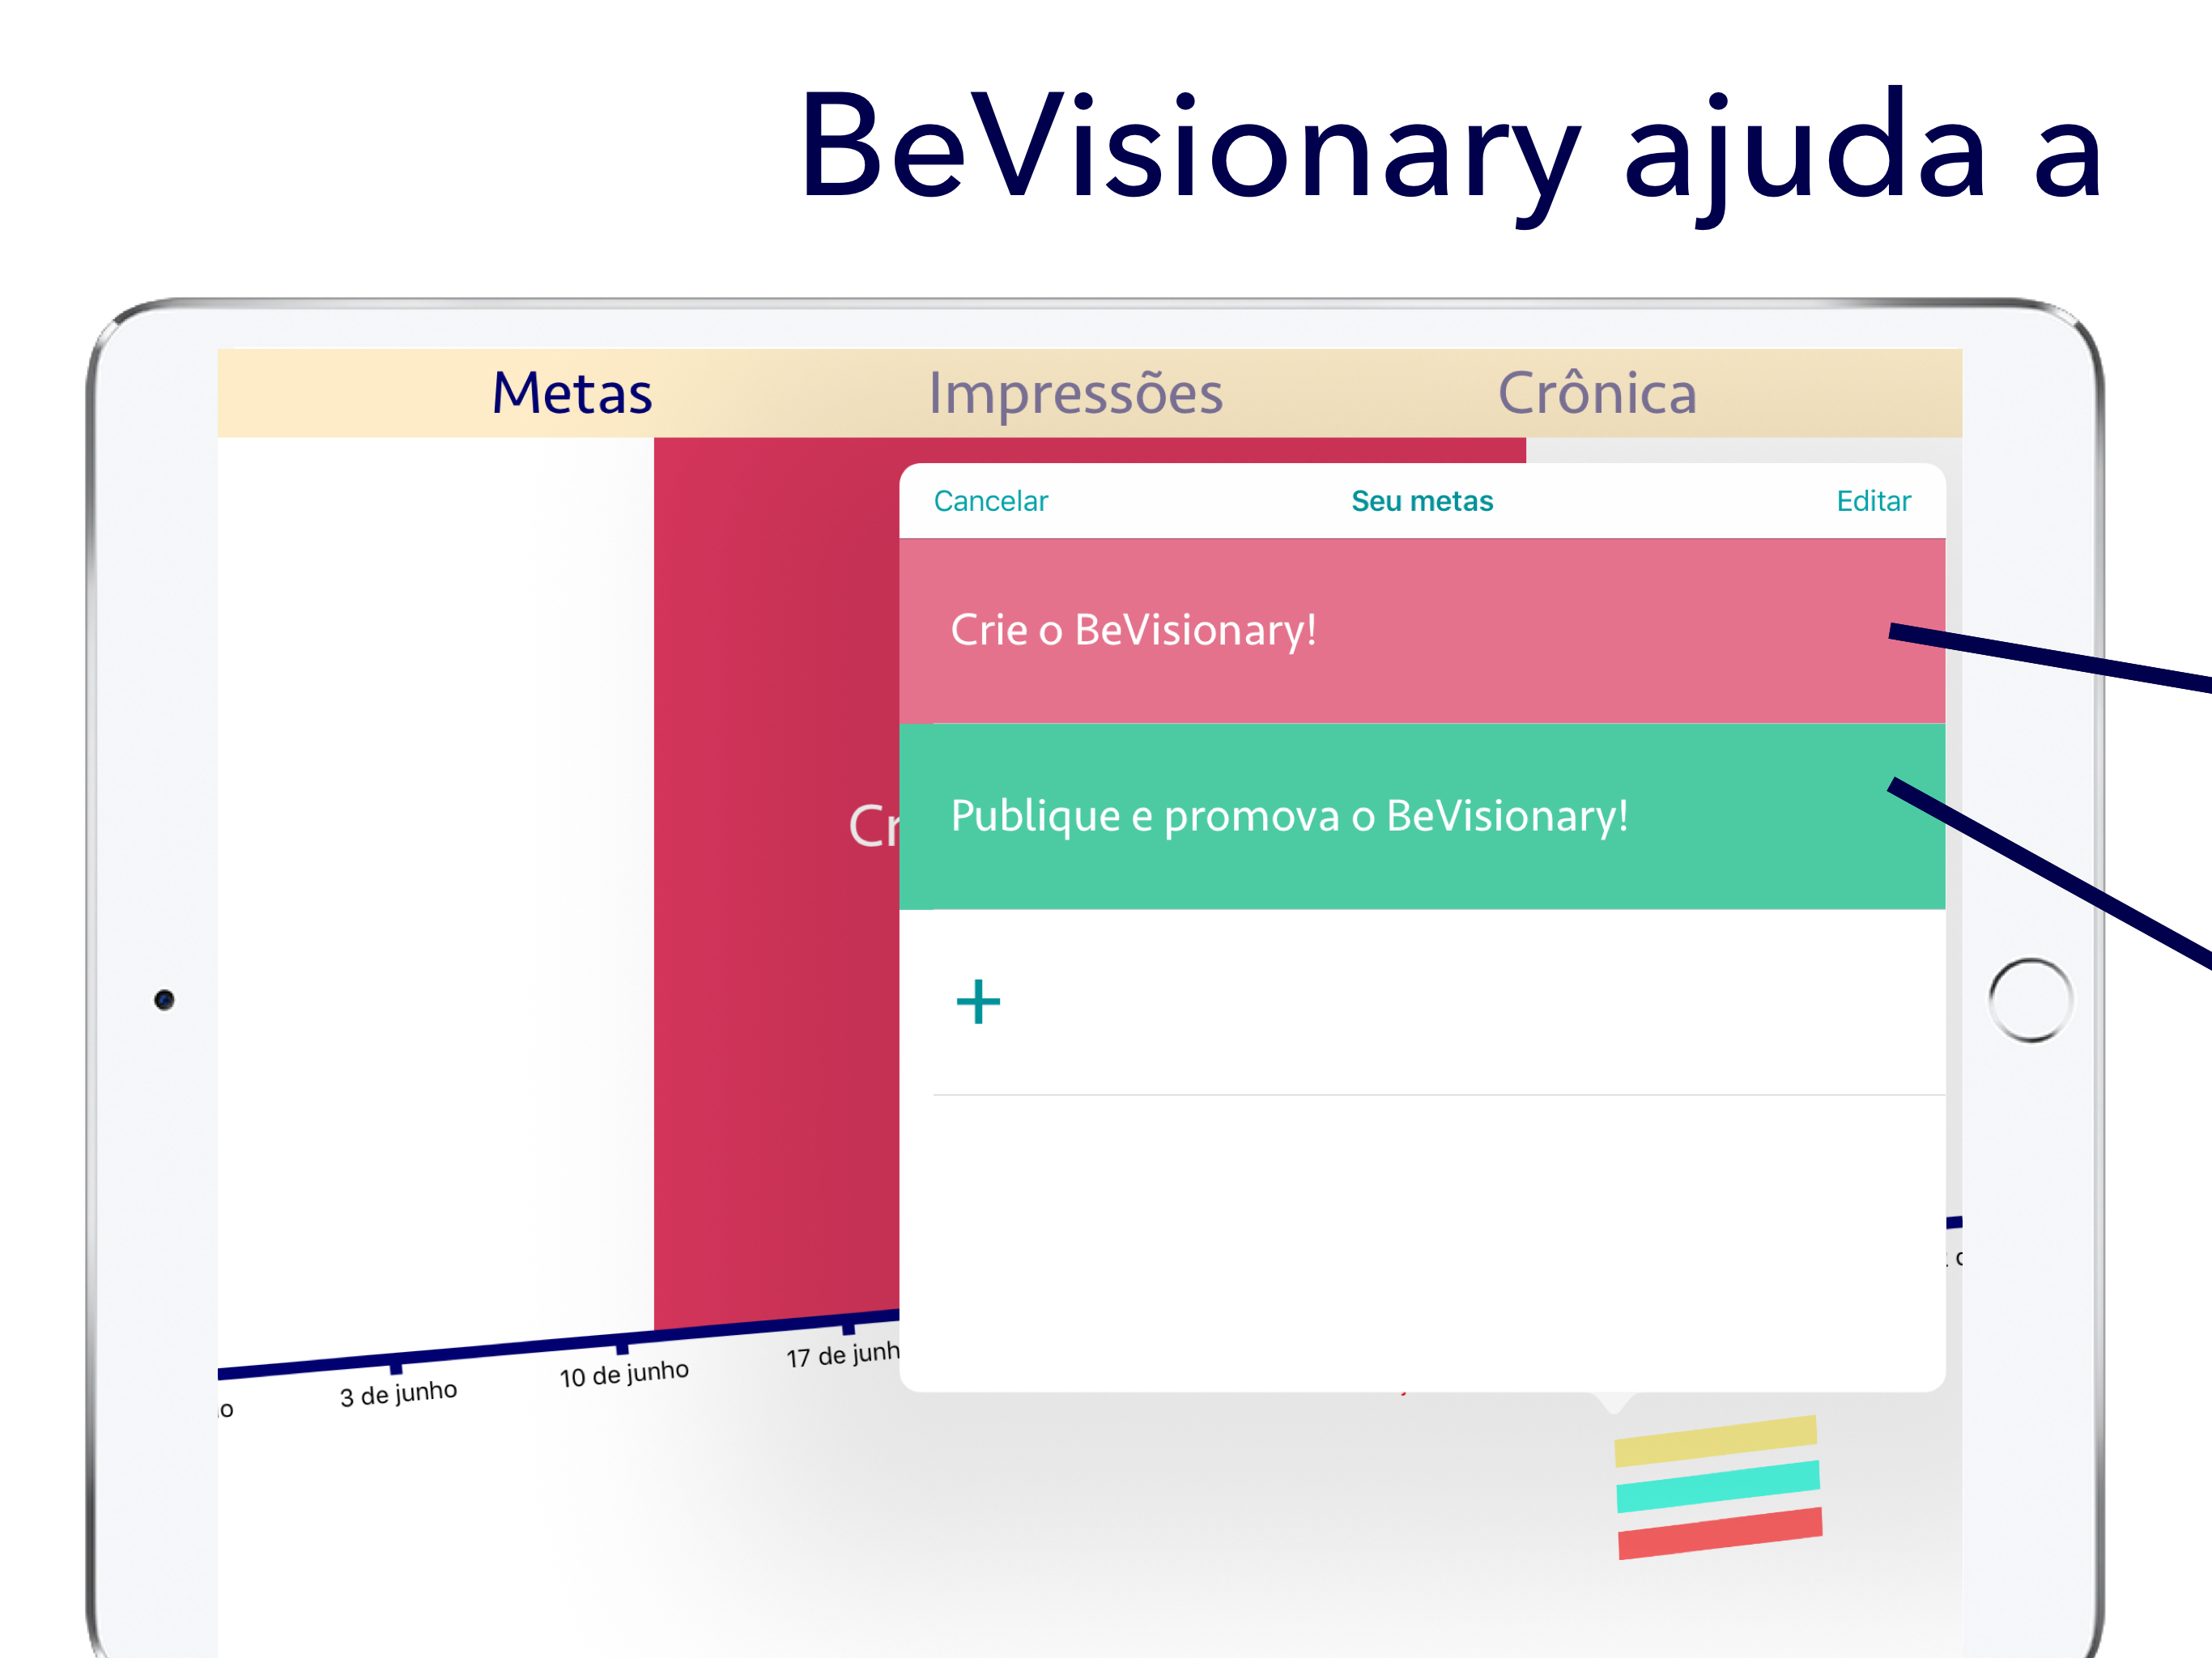 BeVisionary ajuda a
Metas
Impressões
Crônica
Cancelar
Seu metas
Editar
Crie o BeVisionary!
Publique e promova o BeVisionary!
+
3 de junho
10 de junho
17 de junh